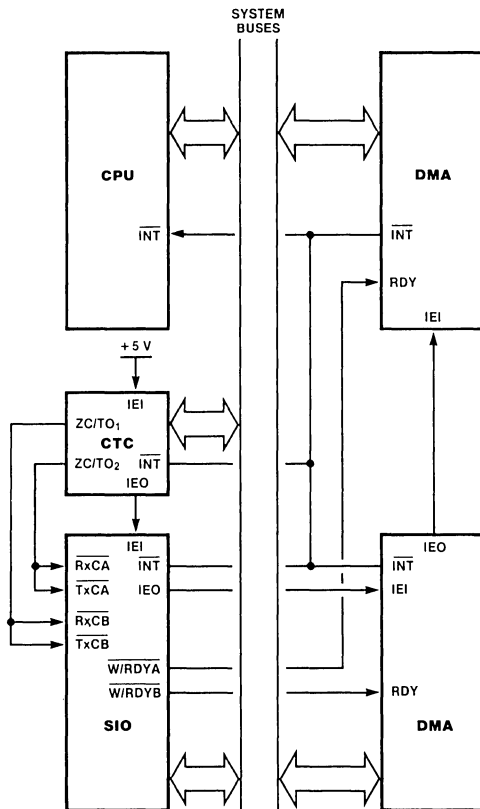 SYSTEM
BUSES
CPU
INT
DMA
INT
RDY
IEI
+ 5 V
IEI
ZC/TO1
CTC
ZC/TO2
INT
IEO
IEI
RxCA
INT
TxCA
IEO
RxCB
TxCB
W/RDYA
W/RDYB
SIO
IEO
INT
IEI
RDY
DMA